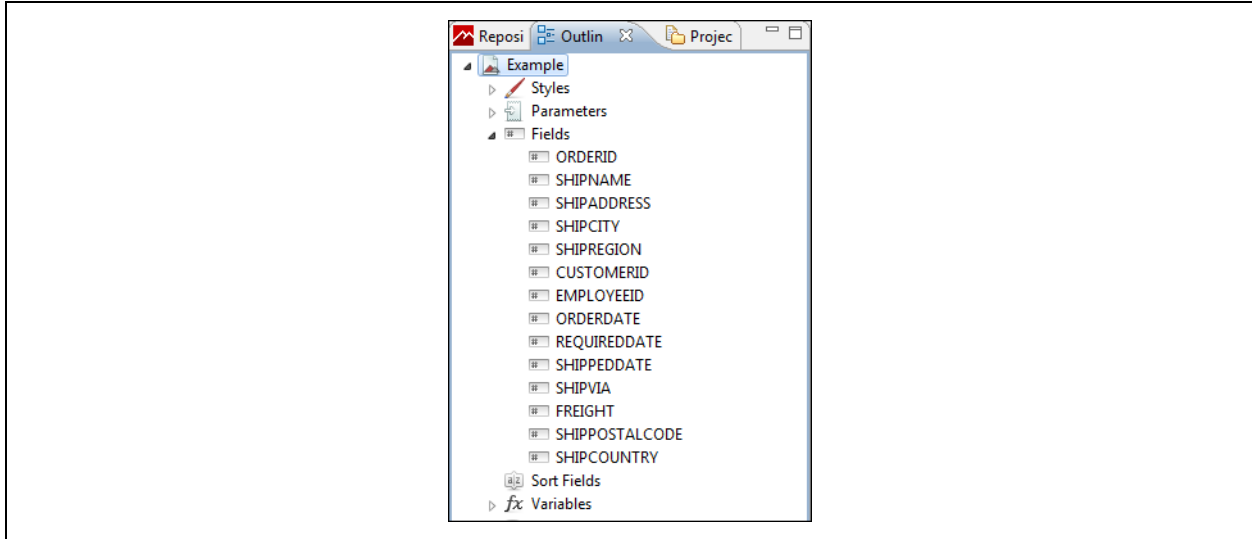 Reposi Outlin Projec
Example
Styles
Parameters
Fields
ORDERID
SHIPNAME
SHIPADDRESS
SHIPCITY
SHIPREGION
CUSTOMERID
EMPLOYEEID
ORDERDATE
REQUIREDDATE
SHIPPEDDATE
SHIPVIA
FREIGHT
SHIPPOSTALCODE
SHIPCOUNTRY
Sort Fields
fx Variables